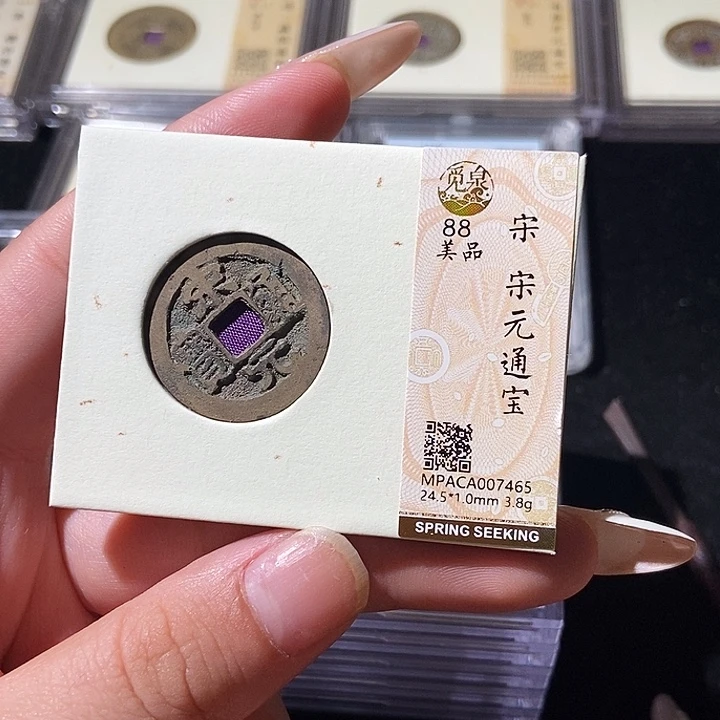 觅泉
88
美品
宋 宋元通宝
MPACA007465
24.5*1.0mm 3.8g
SPRING SEEKING